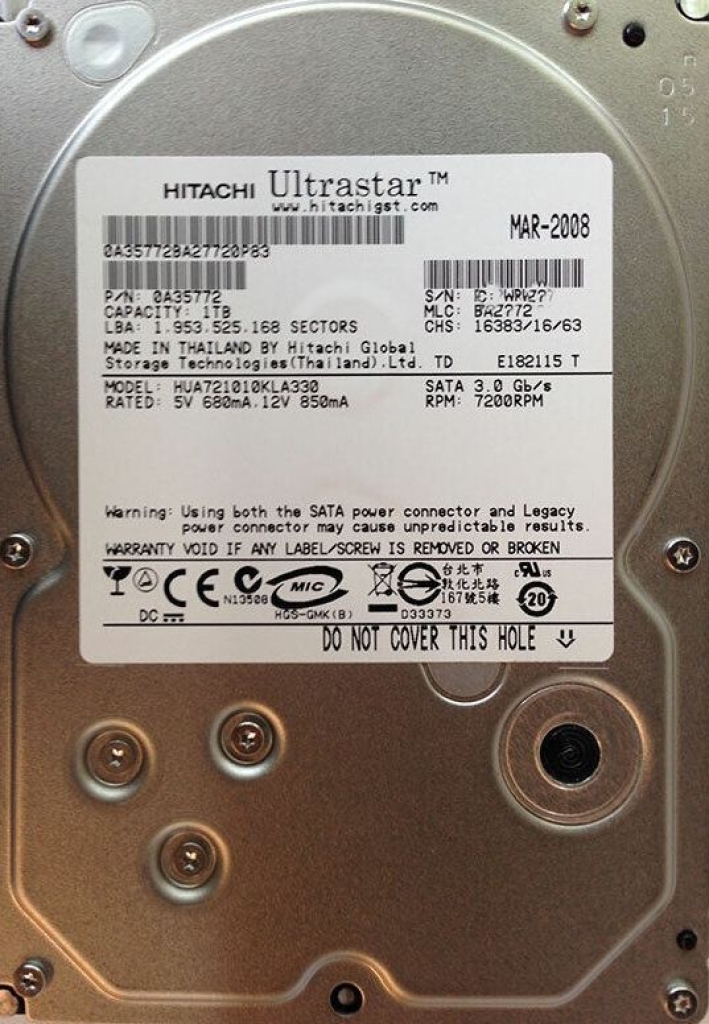 n
05
15
HITACHI Ultrastar™
www.hitachigst.com
MAR-2008
0A357728A27720P83
P/N: 0A35772
S/N:
CAPACITY: 1TB
MLC:
LBA: 1.953.525.168 SECTORS
CHS: 16383/16/63
MADE IN THAILAND BY Hitachi Global
Storage Technologies(Thailand).Ltd. TD E182115 T
MODEL: HUA721010KLA330
SATA 3.0 Gb/s
RATED: 5V 680mA.12V 850mA
RPM: 7200RPM
Warning: Using both the SATA power connector and Legacy
power connector may cause unpredictable results.
WARRANTY VOID IF ANY LABEL/SCREW IS REMOVED OR BROKEN
CE
N13508
MIC
台北市
敦化北路
167號5樓
c RU us
20
DC
HGS-GMK(B)
D33373
DO NOT COVER THIS HOLE